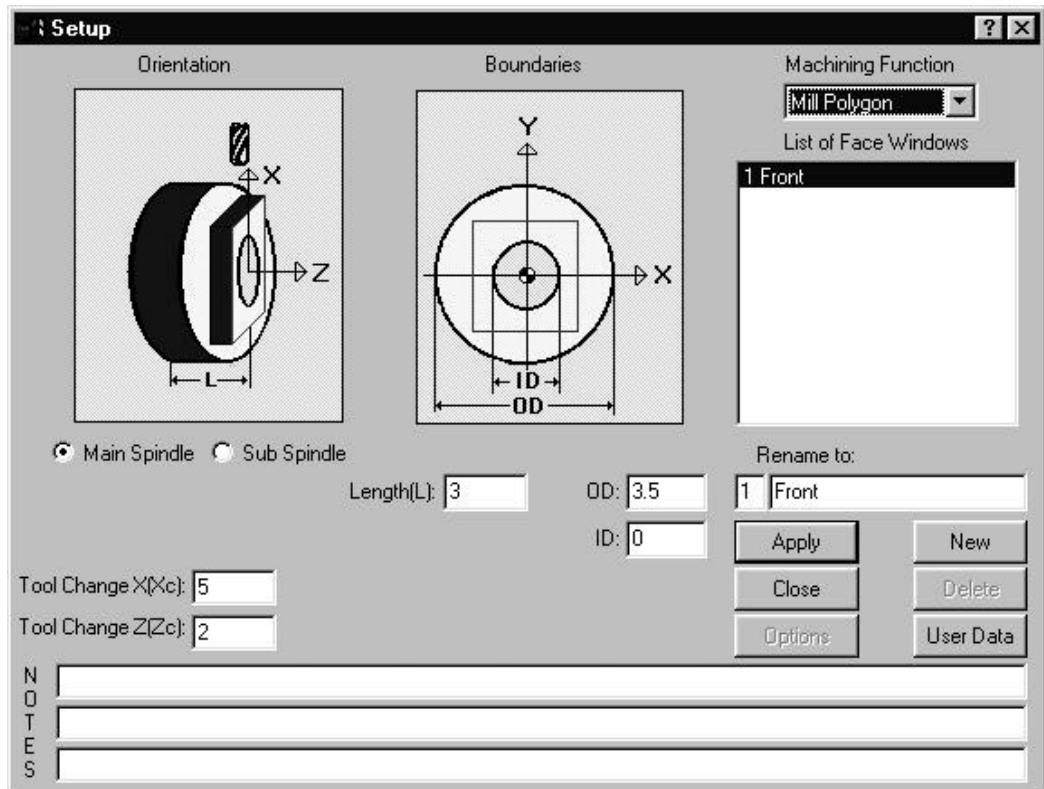 Setup
Orientation
Boundaries
Machining Function
Mill Polygon
List of Face Windows
1 Front
X
Z
L
Y
X
ID
OD
Main Spindle
Sub Spindle
Rename to:
Length(L): 3
OD: 3.5
1 Front
ID: 0
Apply
New
Tool Change X(Xc): 5
Close
Delete
Tool Change Z(Zc): 2
Options
User Data
NOTES